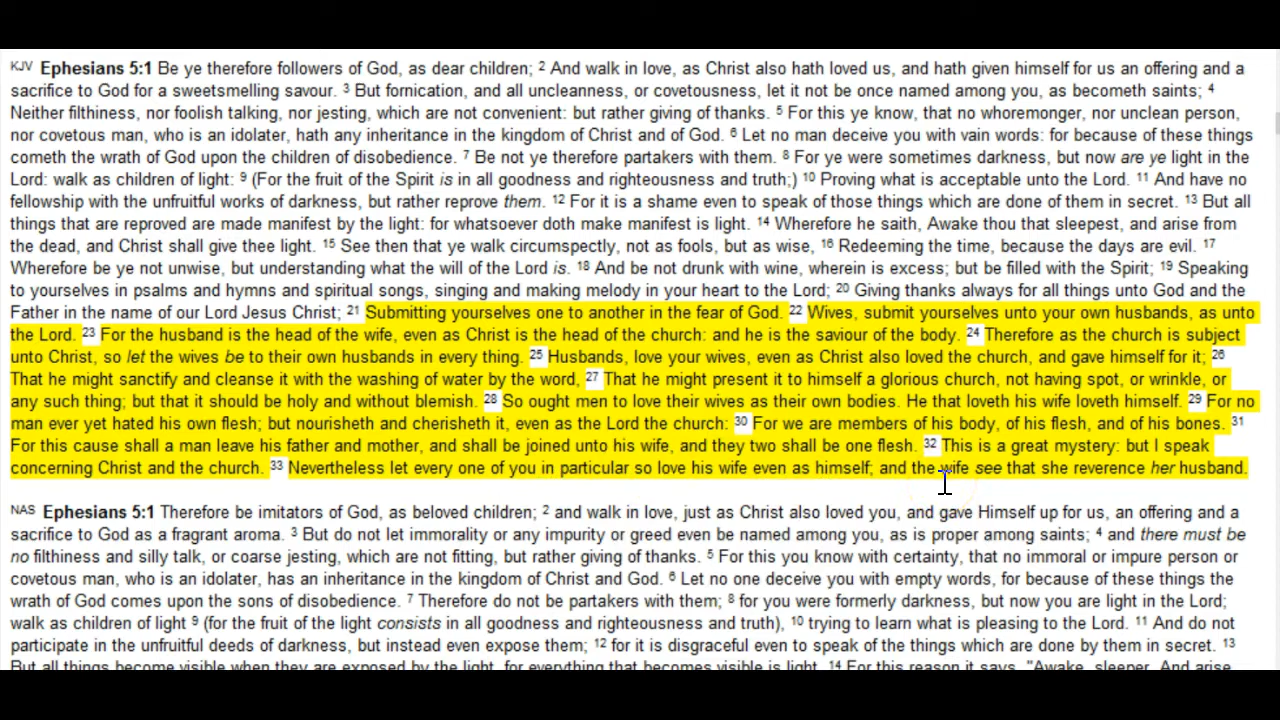 KJV Ephesians 5:1 Be ye therefore followers of God, as dear children; 2 And walk in love, as Christ also hath loved us, and hath given himself for us an offering and a
sacrifice to God for a sweetsmelling savour. 3 But fornication, and all uncleanness, or covetousness, let it not be once named among you, as becometh saints; 4
Neither filthiness, nor foolish talking, nor jesting, which are not convenient: but rather giving of thanks. 5 For this ye know, that no whoremonger, nor unclean person,
nor covetous man, who is an idolater, hath any inheritance in the kingdom of Christ and of God. 6 Let no man deceive you with vain words: for because of these things
cometh the wrath of God upon the children of disobedience. 7 Be not ye therefore partakers with them. 8 For ye were sometimes darkness, but now are ye light in the
Lord: walk as children of light: 9 (For the fruit of the Spirit is in all goodness and righteousness and truth;) 10 Proving what is acceptable unto the Lord. 11 And have no
fellowship with the unfruitful works of darkness, but rather reprove them. 12 For it is a shame even to speak of those things which are done of them in secret. 13 But all
things that are reproved are made manifest by the light: for whatsoever doth make manifest is light. 14 Wherefore he saith, Awake thou that sleepest, and arise from
the dead, and Christ shall give thee light. 15 See then that ye walk circumspectly, not as fools, but as wise, 16 Redeeming the time, because the days are evil. 17
Wherefore be ye not unwise, but understanding what the will of the Lord is. 18 And be not drunk with wine, wherein is excess; but be filled with the Spirit; 19 Speaking
to yourselves in psalms and hymns and spiritual songs, singing and making melody in your heart to the Lord; 20 Giving thanks always for all things unto God and the
Father in the name of our Lord Jesus Christ; 21 Submitting yourselves one to another in the fear of God. 22 Wives, submit yourselves unto your own husbands, as unto
the Lord. 23 For the husband is the head of the wife, even as Christ is the head of the church: and he is the saviour of the body. 24 Therefore as the church is subject
unto Christ, so let the wives be to their own husbands in every thing. 25 Husbands, love your wives, even as Christ also loved the church, and gave himself for it; 26
That he might sanctify and cleanse it with the washing of water by the word, 27 That he might present it to himself a glorious church, not having spot, or wrinkle, or
any such thing; but that it should be holy and without blemish. 28 So ought men to love their wives as their own bodies. He that loveth his wife loveth himself. 29 For no
man ever yet hated his own flesh; but nourisheth and cherisheth it, even as the Lord the church: 30 For we are members of his body, of his flesh, and of his bones. 31
For this cause shall a man leave his father and mother, and shall be joined unto his wife, and they two shall be one flesh. 32 This is a great mystery: but I speak
concerning Christ and the church. 33 Nevertheless let every one of you in particular so love his wife even as himself; and the wife see that she reverence her husband.
NAS Ephesians 5:1 Therefore be imitators of God, as beloved children; 2 and walk in love, just as Christ also loved you, and gave Himself up for us, an offering and a
sacrifice to God as a fragrant aroma. 3 But do not let immorality or any impurity or greed even be named among you, as is proper among saints; 4 and there must be
no filthiness and silly talk, or coarse jesting, which are not fitting, but rather giving of thanks. 5 For this you know with certainty, that no immoral or impure person or
covetous man, who is an idolater, has an inheritance in the kingdom of Christ and God. 6 Let no one deceive you with empty words, for because of these things the
wrath of God comes upon the sons of disobedience. 7 Therefore do not be partakers with them; 8 for you were formerly darkness, but now you are light in the Lord;
walk as children of light 9 (for the fruit of the light consists in all goodness and righteousness and truth), 10 trying to learn what is pleasing to the Lord. 11 And do not
participate in the unfruitful deeds of darkness, but instead even expose them; 12 for it is disgraceful even to speak of the things which are done by them in secret. 13
But all things become visible when they are exposed by the light, for everything that becomes visible is light. 14 For this reason it says, "Awake, sleeper, And arise